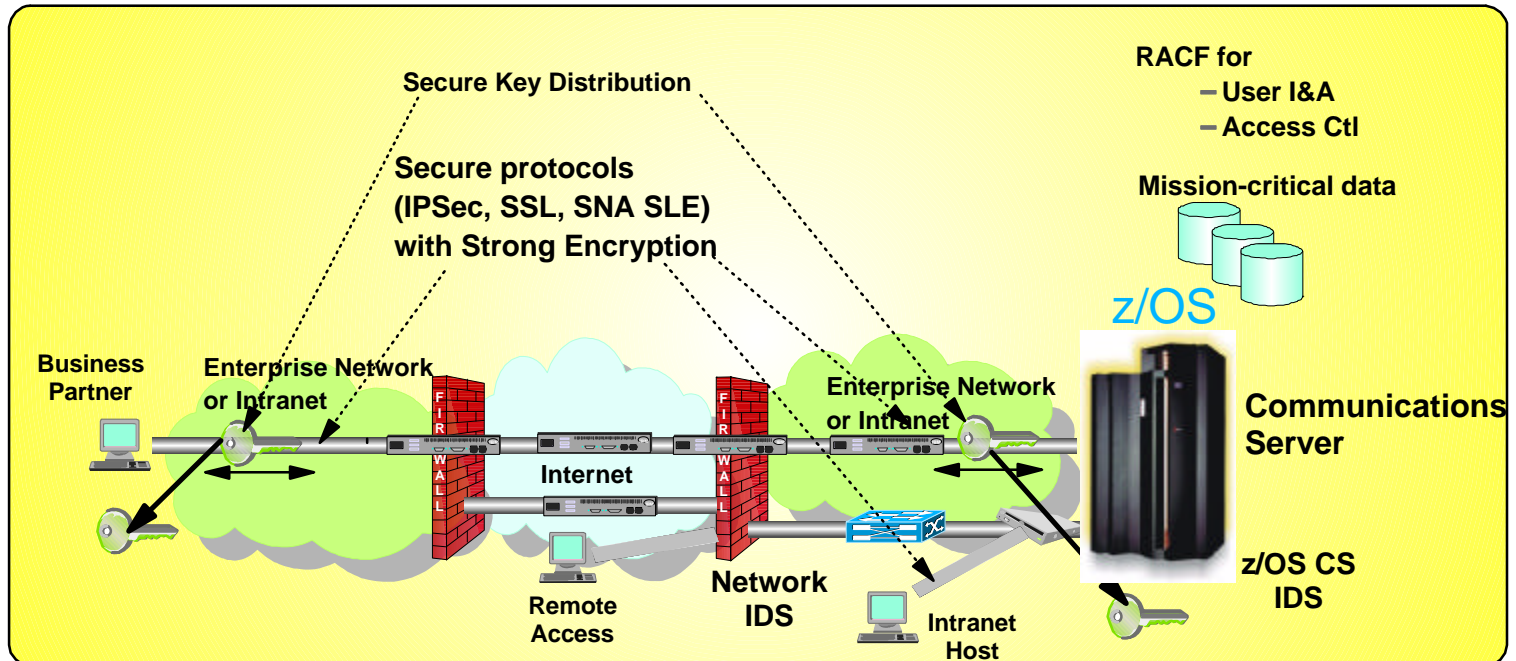 Secure Key Distribution
Secure protocols
(IPSec, SSL, SNA SLE)
with Strong Encryption
RACF for
– User I&A
– Access Ctl
Mission-critical data
z/OS
Business
Partner
Enterprise Network
or Intranet
FIREWALL
Internet
FIREWALL
Enterprise Network
or Intranet
Communications
Server
Remote
Access
Network
IDS
Intranet
Host
z/OS CS
IDS